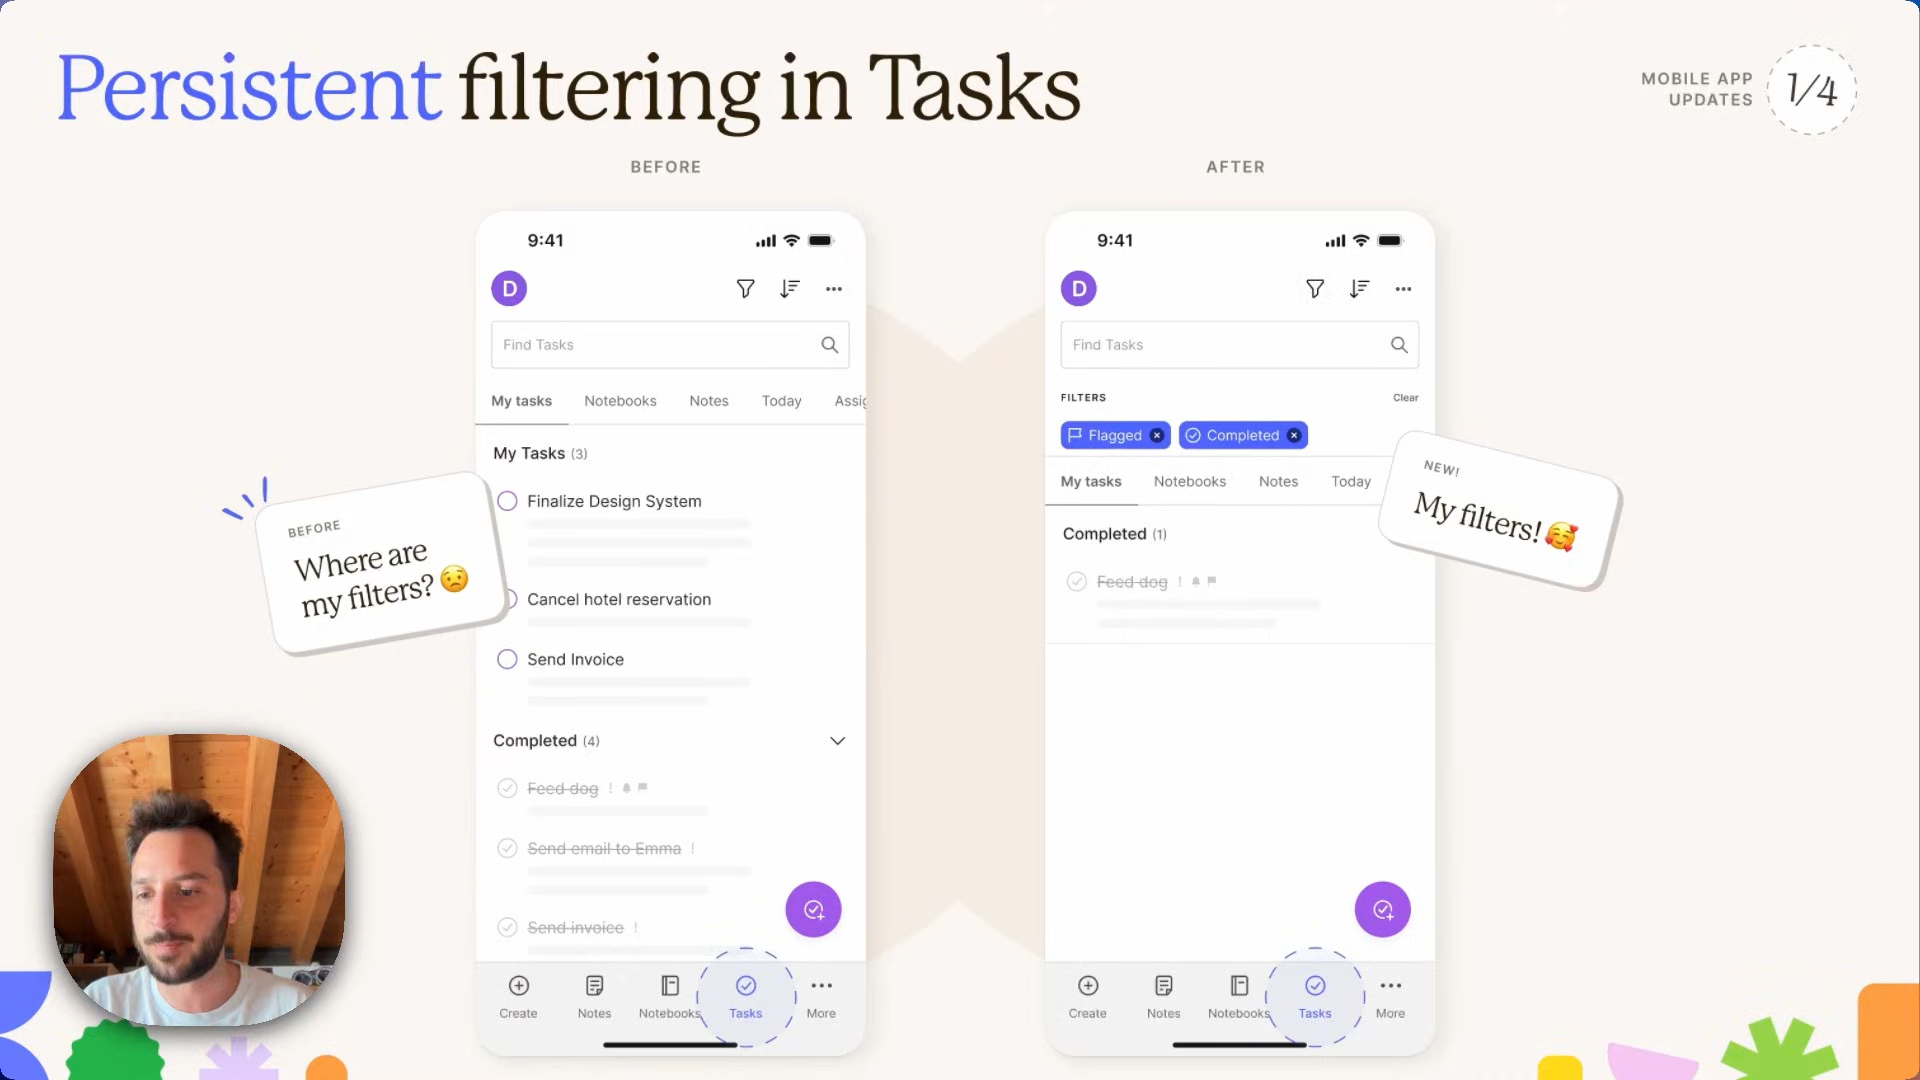 Persistent filtering in Tasks
MOBILE APP
UPDATES
1/4
BEFORE
9:41
D
Find Tasks
My tasks Notebooks Notes Today Assig
My Tasks (3)
Finalize Design System
Cancel hotel reservation
Send Invoice
Completed (4)
Feed dog !
Send email to Emma !
Send invoice !
Create Notes Notebooks Tasks More
BEFORE
Where are
my filters? 😟
AFTER
9:41
D
Find Tasks
FILTERS Clear
Flagged Completed
My tasks Notebooks Notes Today
Completed (1)
Feed dog !
Create Notes Notebooks Tasks More
NEW!
My filters! 🥰